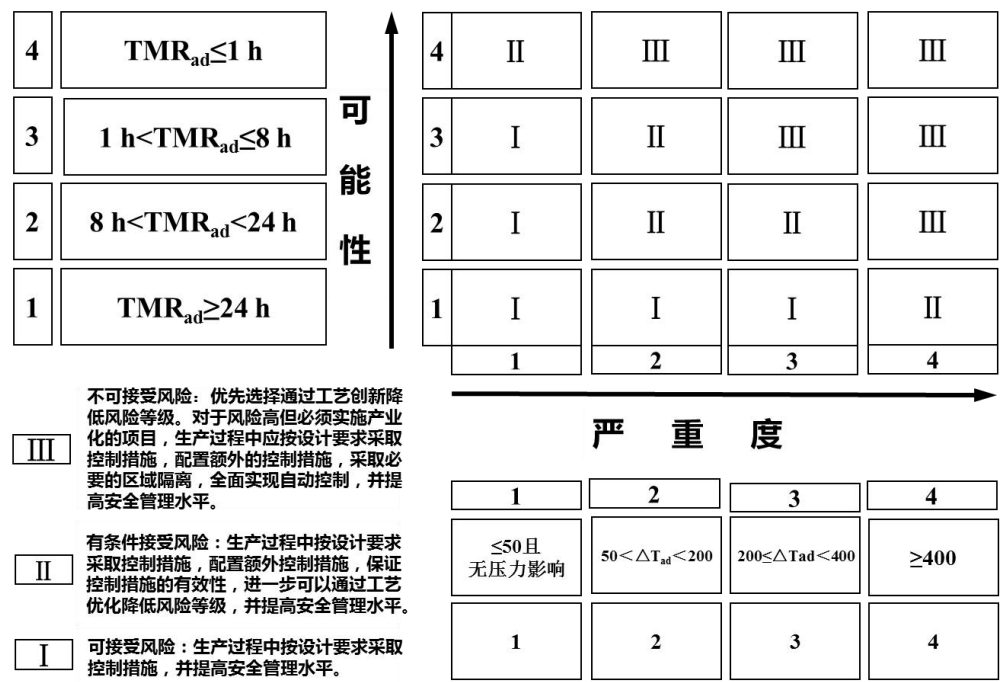 4 TMRad≤1 h
3 1 h<TMRad≤8 h
2 8 h<TMRad<24 h
1 TMRad≥24 h
可
能
性
4 Ⅱ Ⅲ Ⅲ Ⅲ
3 Ⅰ Ⅱ Ⅲ Ⅲ
2 Ⅰ Ⅱ Ⅱ Ⅲ
1 Ⅰ Ⅰ Ⅰ Ⅱ
1 2 3 4
严 重 度
Ⅲ
不可接受风险：优先选择通过工艺创新降
低风险等级。对于风险高但必须实施产业
化的项目，生产过程中应按设计要求采取
控制措施，配置额外的控制措施，采取必
要的区域隔离，全面实现自动控制，并提
高安全管理水平。
Ⅱ
有条件接受风险：生产过程中按设计要求
采取控制措施，配置额外控制措施，保证
控制措施的有效性，进一步可以通过工艺
优化降低风险等级，并提高安全管理水平。
Ⅰ
可接受风险：生产过程中按设计要求采取
控制措施，并提高安全管理水平。
1 2 3 4
≤50且
无压力影响
50＜△Tad＜200
200≤△Tad＜400
≥400
1 2 3 4